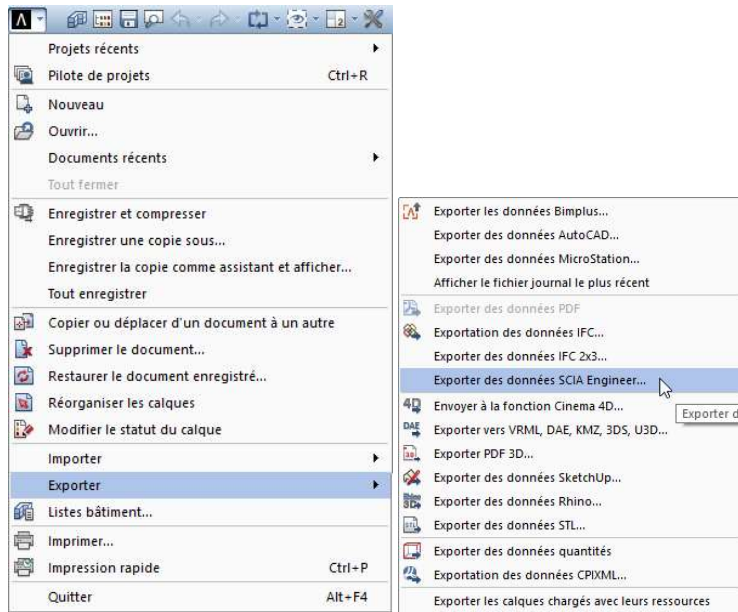 Projets récents
Pilote de projets Ctrl+R
Nouveau
Ouvrir...
Documents récents
Tout fermer
Enregistrer et compresser
Enregistrer une copie sous...
Enregistrer la copie comme assistant et afficher...
Tout enregistrer
Copier ou déplacer d'un document à un autre
Supprimer le document...
Restaurer le document enregistré...
Réorganiser les calques
Modifier le statut du calque
Importer
Exporter
Listes bâtiment...
Imprimer...
Impression rapide Ctrl+P
Quitter Alt+F4
Exporter les données Bimplus...
Exporter des données AutoCAD...
Exporter des données MicroStation...
Afficher le fichier journal le plus récent
Exporter des données PDF
Exportation des données IFC...
Exporter des données IFC 2x3...
Exporter des données SCIA Engineer...
Envoyer à la fonction Cinema 4D...
Exporter d
Exporter vers VRML, DAE, KMZ, 3DS, U3D...
Exporter PDF 3D...
Exporter des données SketchUp...
Exporter des données Rhino...
Exporter des données STL...
Exporter des données quantités
Exportation des données CPIXML...
Exporter les calques chargés avec leurs ressources